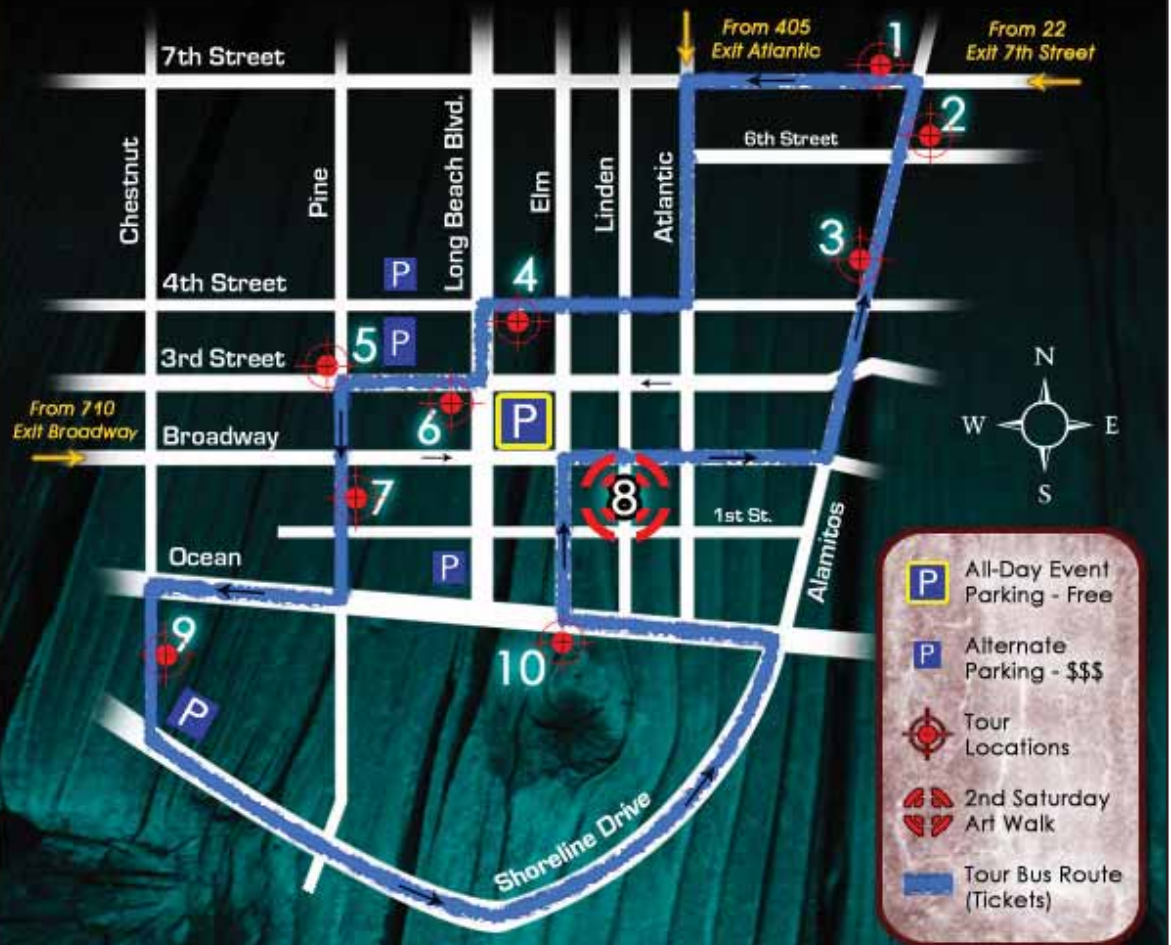 From 405
Exit Atlantic
1
From 22
Exit 7th Street
7th Street
2
6th Street
Chestnut
Pine
Long Beach Blvd.
Elm
Linden
Atlantic
3
P
4
4th Street
5
P
3rd Street
6
P
From 710
Exit Broadway
Broadway
7
8
1st St.
P
Ocean
Alamitos
9
10
P
Shoreline Drive
N
W
E
S
P
All-Day Event
Parking - Free
P
Alternate
Parking - $$$
Tour
Locations
2nd Saturday
Art Walk
Tour Bus Route
(Tickets)